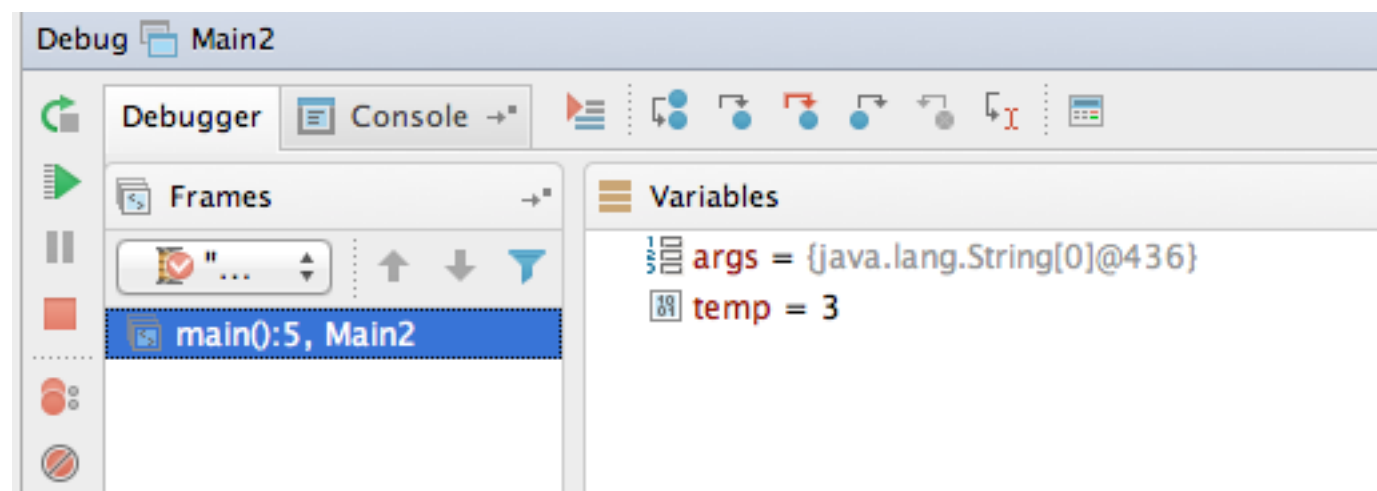 Debug Main2
Debugger Console
Frames
Variables
"...
args = {java.lang.String[0]@436}
temp = 3
main():5, Main2